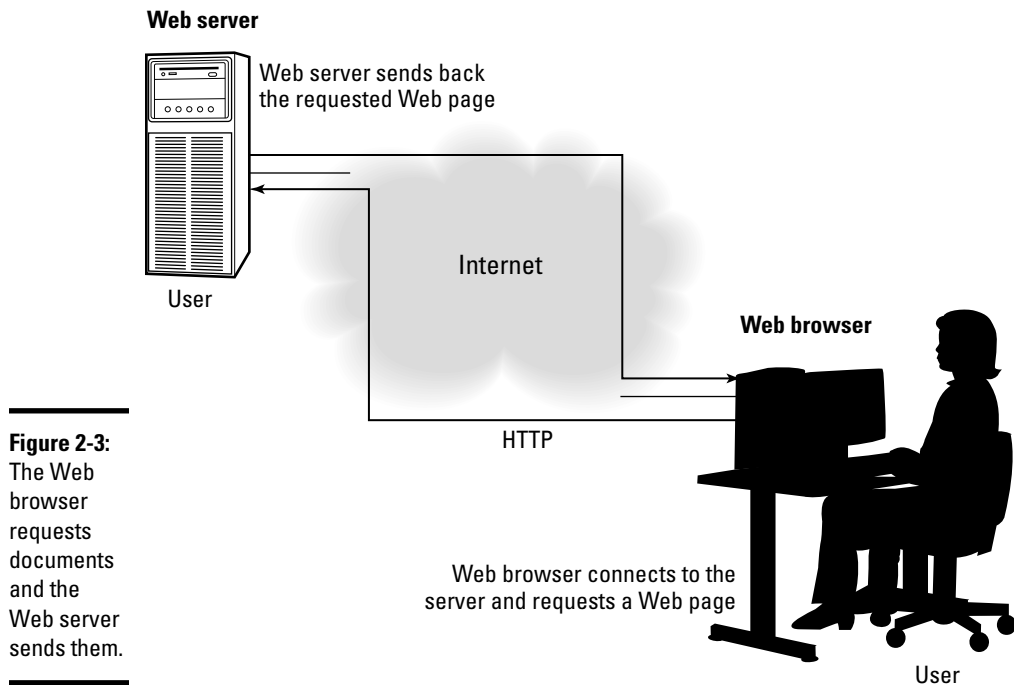 Web server
Web server sends back
the requested Web page
Internet
User
Web browser
HTTP
Figure 2-3:
The Web
browser
requests
documents
and the
Web server
sends them.
Web browser connects to the
server and requests a Web page
User